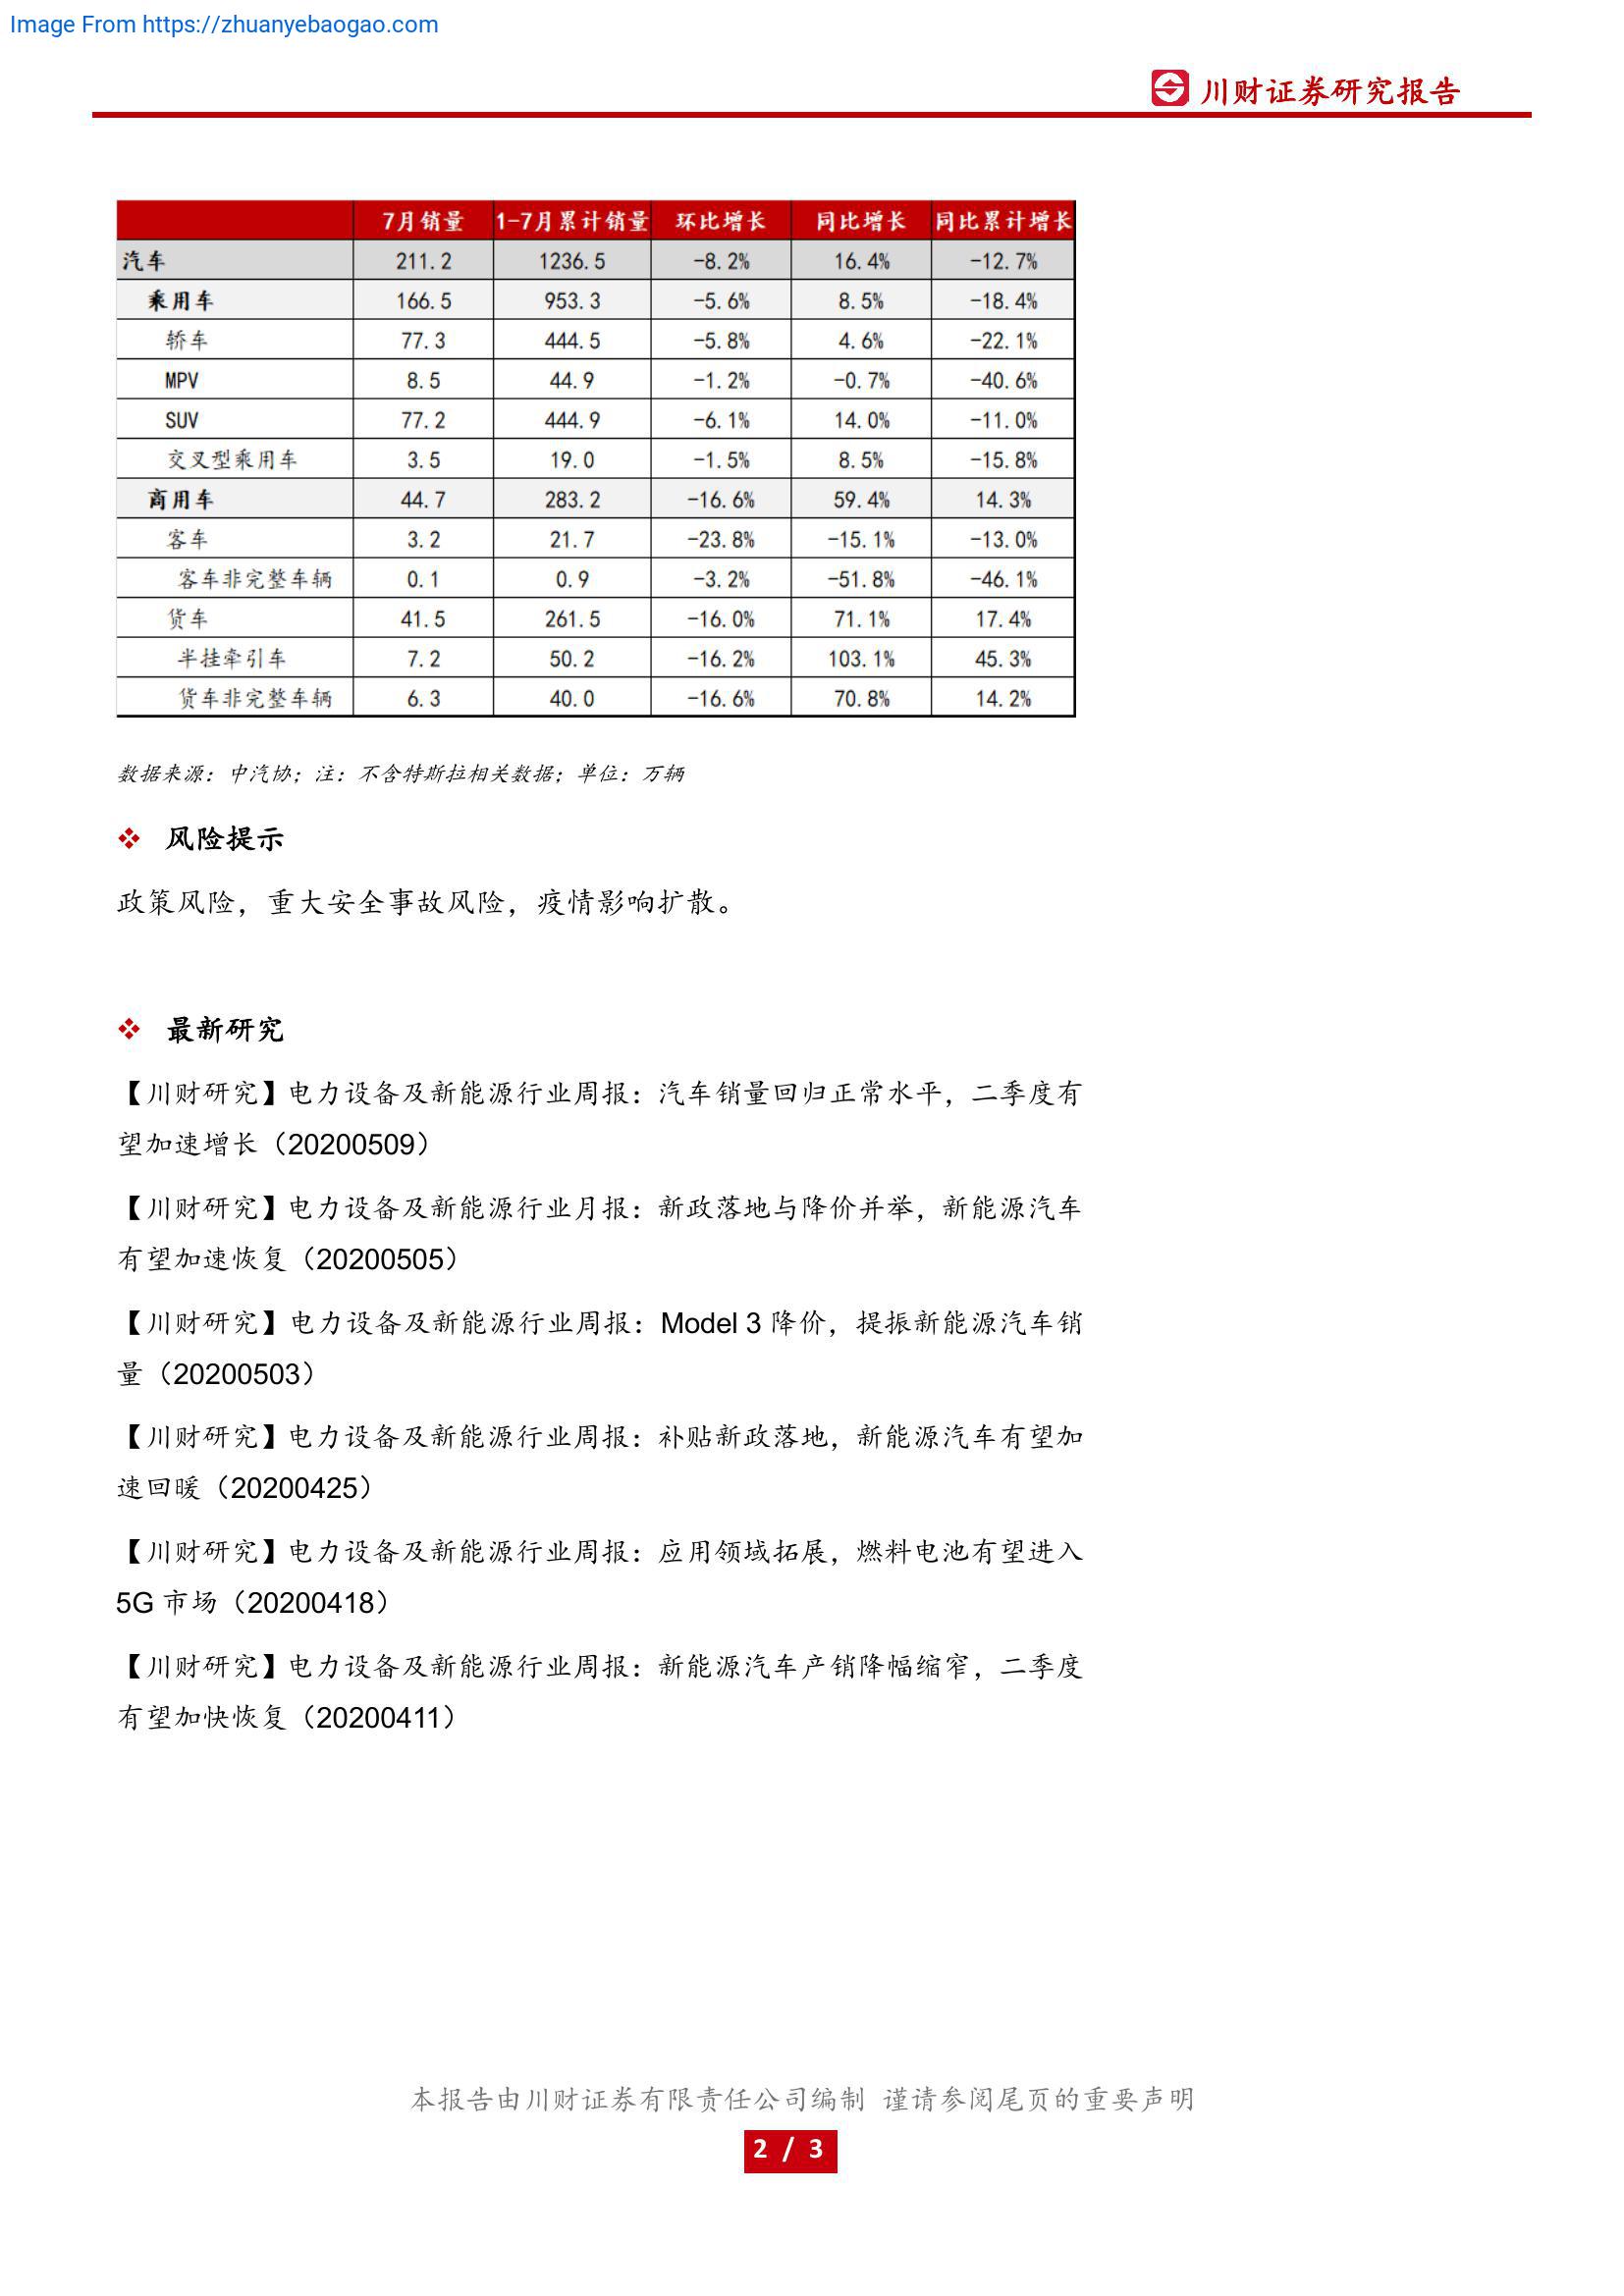 Image From https://zhuanyebaogao.com
川财证券研究报告
7月销量 1-7月累计销量 环比增长 同比增长 同比累计增长
汽车 211.2 1236.5 -8.2% 16.4% -12.7%
乘用车 166.5 953.3 -5.6% 8.5% -18.4%
轿车 77.3 444.5 -5.8% 4.6% -22.1%
MPV 8.5 44.9 -1.2% -0.7% -40.6%
SUV 77.2 444.9 -6.1% 14.0% -11.0%
交叉型乘用车 3.5 19.0 -1.5% 8.5% -15.8%
商用车 44.7 283.2 -16.6% 59.4% 14.3%
客车 3.2 21.7 -23.8% -15.1% -13.0%
客车非完整车辆 0.1 0.9 -3.2% -51.8% -46.1%
货车 41.5 261.5 -16.0% 71.1% 17.4%
半挂牵引车 7.2 50.2 -16.2% 103.1% 45.3%
货车非完整车辆 6.3 40.0 -16.6% 70.8% 14.2%
数据来源：中汽协；注：不含特斯拉相关数据；单位：万辆
❖ 风险提示
政策风险，重大安全事故风险，疫情影响扩散。
❖ 最新研究
【川财研究】电力设备及新能源行业周报：汽车销量回归正常水平，二季度有
望加速增长（20200509）
【川财研究】电力设备及新能源行业月报：新政落地与降价并举，新能源汽车
有望加速恢复（20200505）
【川财研究】电力设备及新能源行业周报：Model 3 降价，提振新能源汽车销
量（20200503）
【川财研究】电力设备及新能源行业周报：补贴新政落地，新能源汽车有望加
速回暖（20200425）
【川财研究】电力设备及新能源行业周报：应用领域拓展，燃料电池有望进入
5G 市场（20200418）
【川财研究】电力设备及新能源行业周报：新能源汽车产销降幅缩窄，二季度
有望加快恢复（20200411）
本报告由川财证券有限责任公司编制 谨请参阅尾页的重要声明
2 / 3